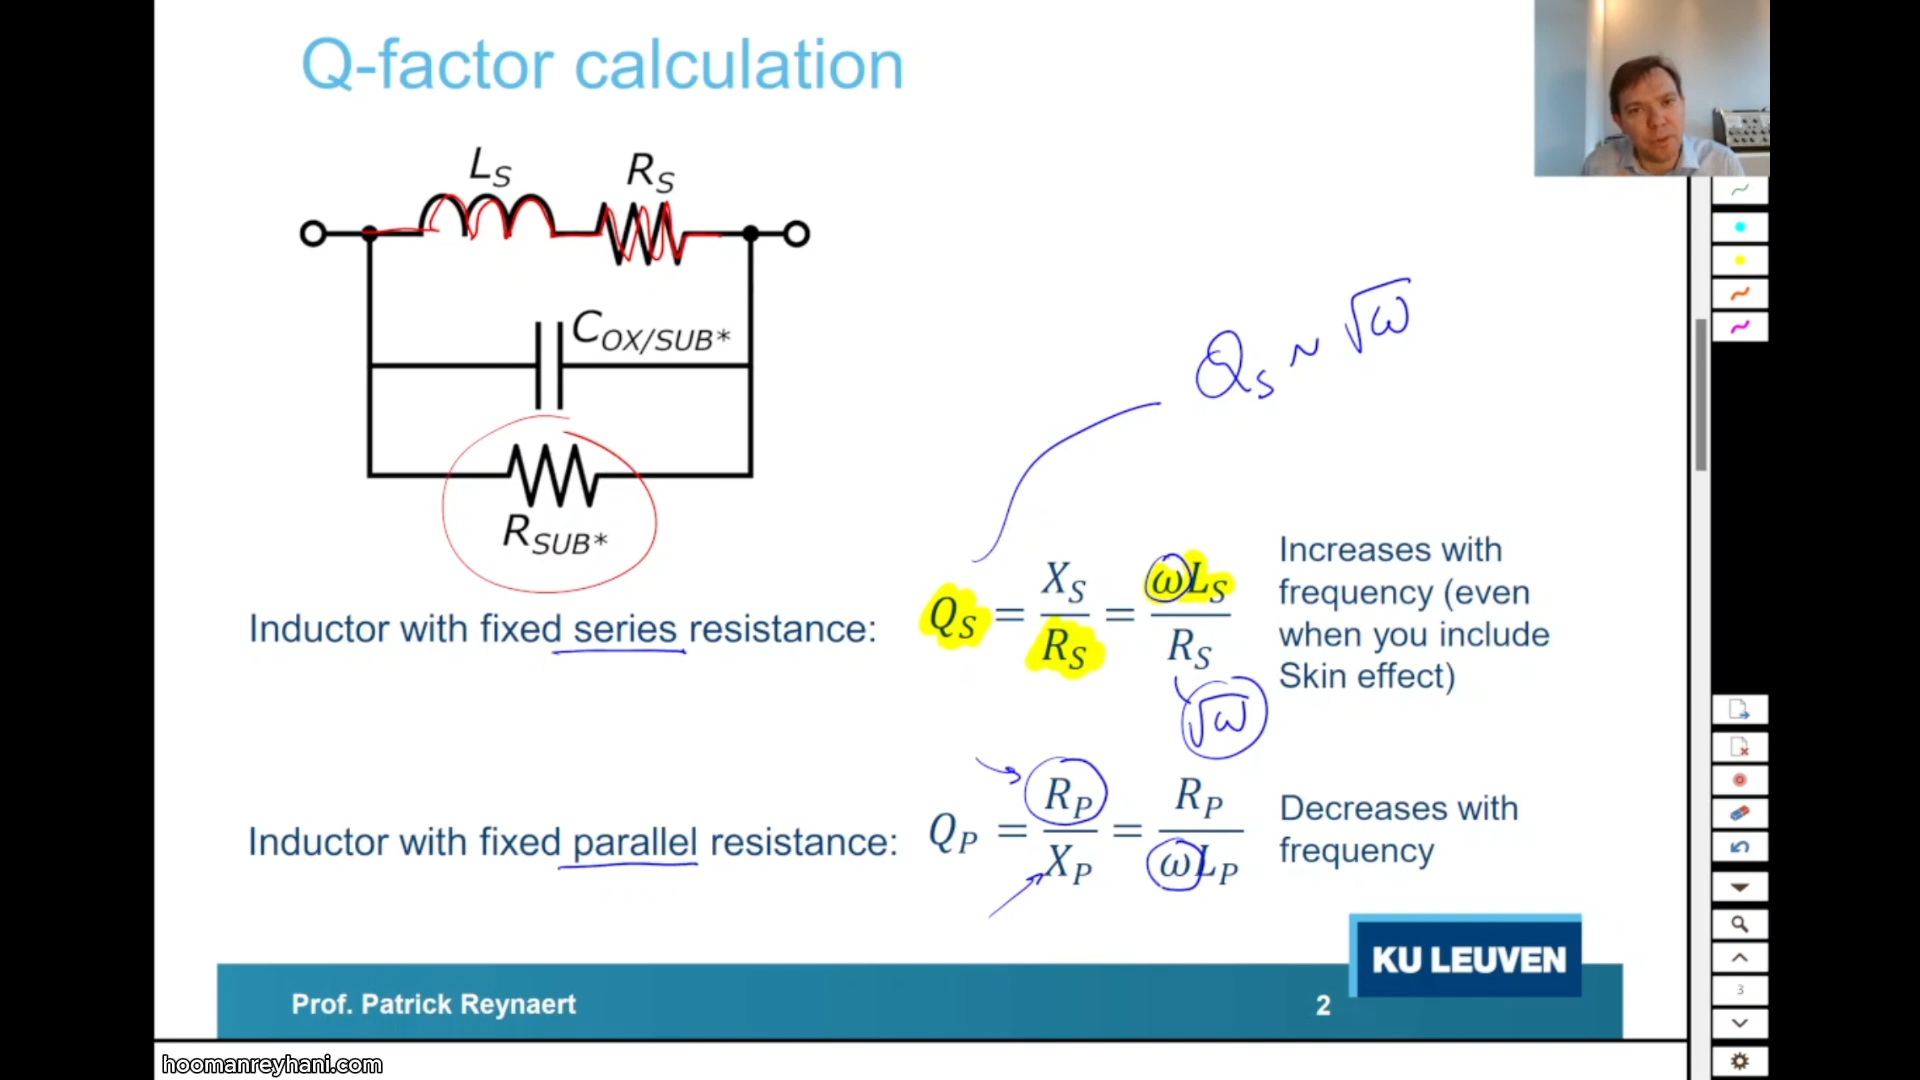 Q-factor calculation
L_S
R_S
C_OX/SUB*
R_SUB*
Q_S ~ √ω
Inductor with fixed series resistance:
Q_S = X_S / R_S = ωL_S / R_S
√ω
Increases with
frequency (even
when you include
Skin effect)
Inductor with fixed parallel resistance:
Q_P = R_P / X_P = R_P / ωL_P
Decreases with
frequency
KU LEUVEN
Prof. Patrick Reynaert
2
3
hoomanreyhani.com